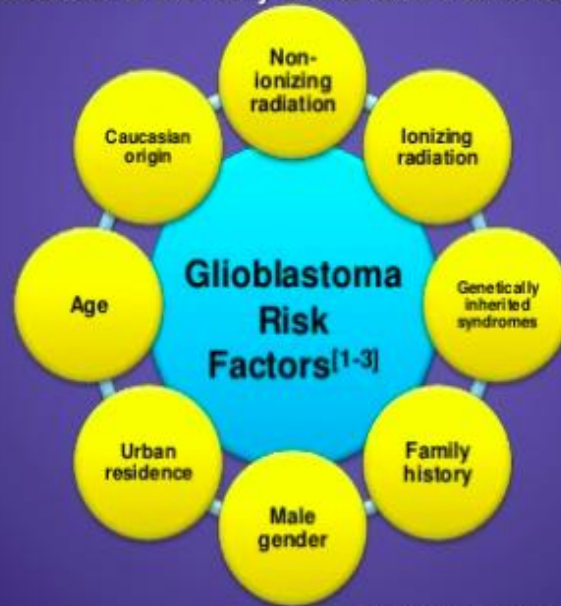 Non-
ionizing
radiation
Ionizing
radiation
Genetically
inherited
syndromes
Family
history
Male
gender
Urban
residence
Age
Caucasian
origin
Glioblastoma
Risk
Factors[1-3]